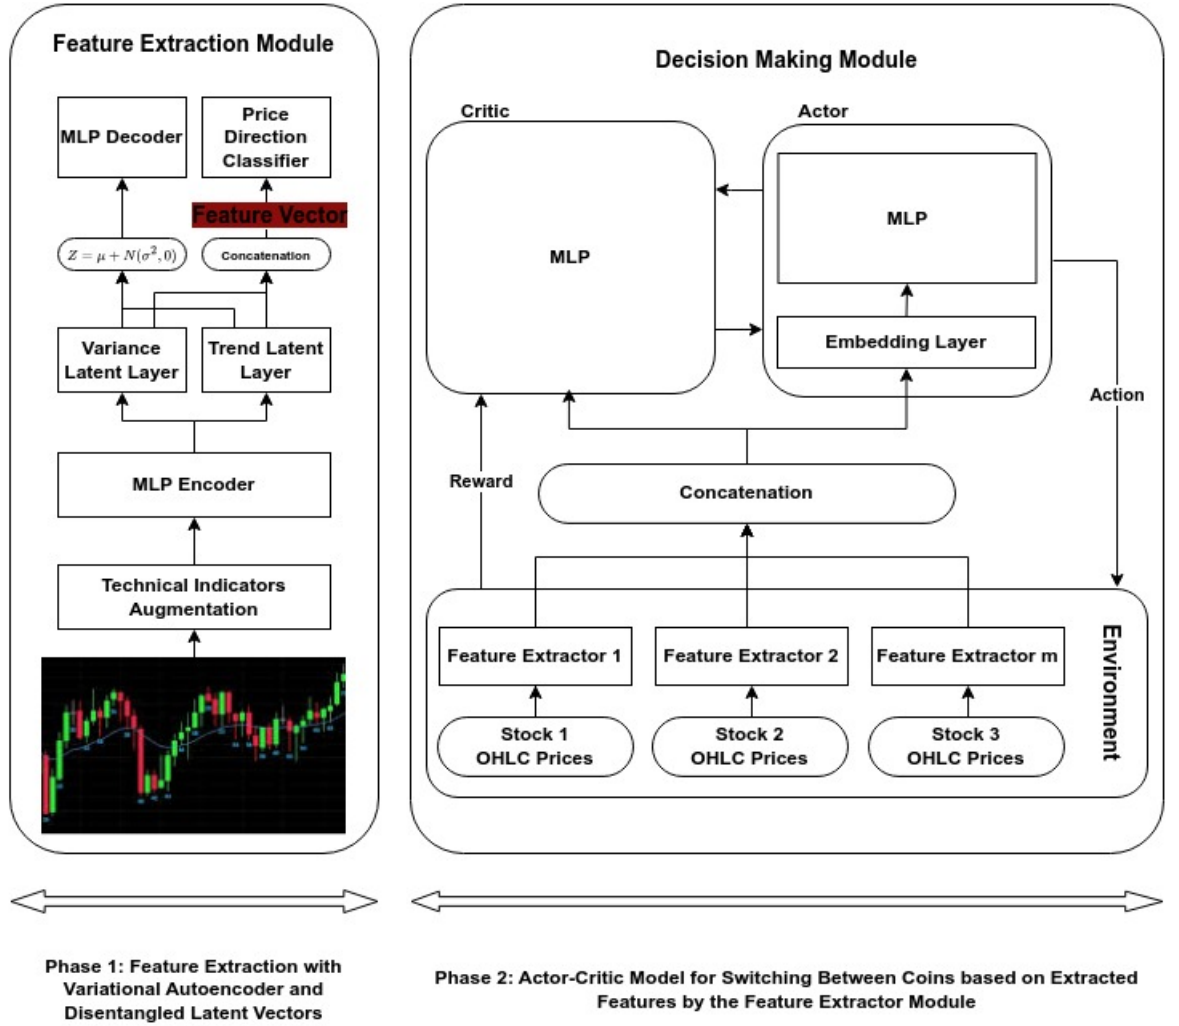 Feature Extraction Module
MLP Decoder
Price
Direction
Classifier
Feature Vector
Z = μ + N(σ², 0)
Concatenation
Variance
Latent Layer
Trend Latent
Layer
MLP Encoder
Technical Indicators
Augmentation
Phase 1: Feature Extraction with
Variational Autoencoder and
Disentangled Latent Vectors
Decision Making Module
Critic
Actor
MLP
MLP
Embedding Layer
Action
Reward
Concatenation
Feature Extractor 1
Feature Extractor 2
Feature Extractor m
Stock 1
OHLC Prices
Stock 2
OHLC Prices
Stock 3
OHLC Prices
Environment
Phase 2: Actor-Critic Model for Switching Between Coins based on Extracted
Features by the Feature Extractor Module